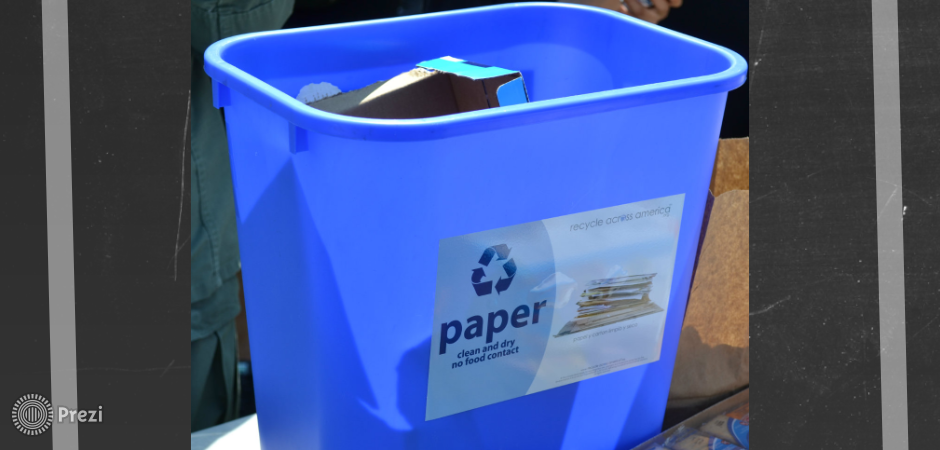 recycle across america
paper
clean and dry
no food contact
Prezi